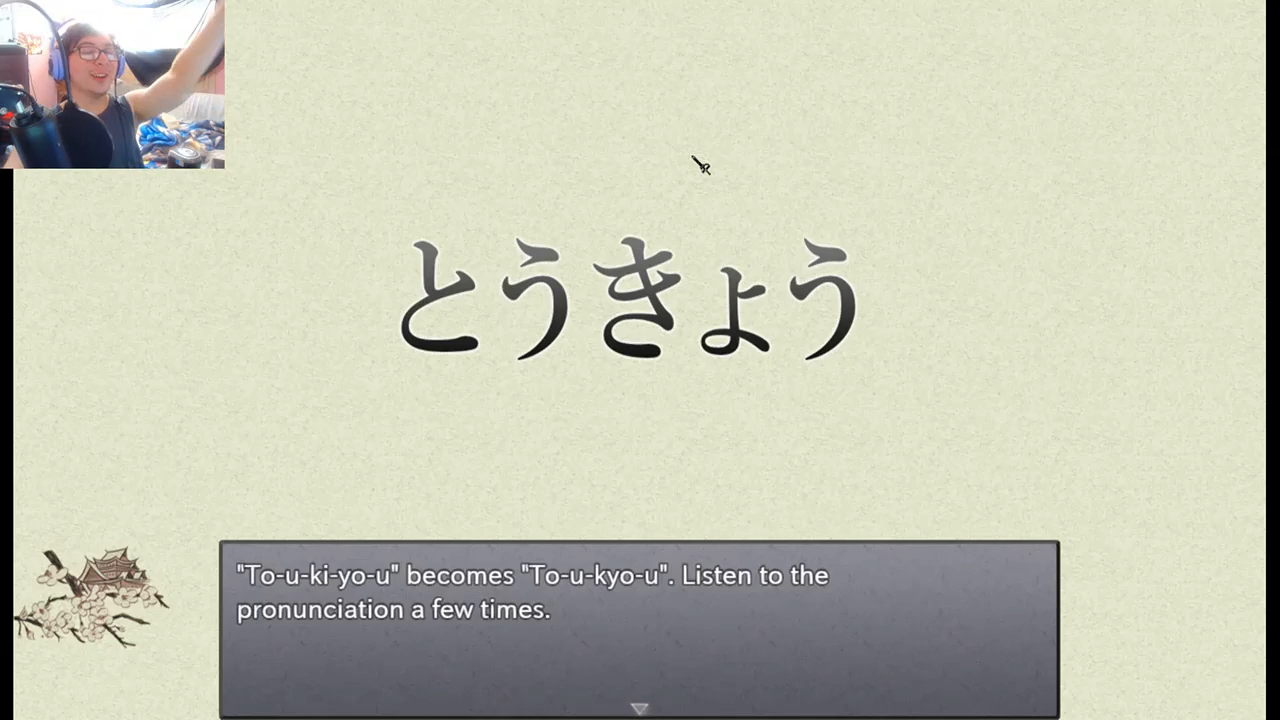 とうきょう
"To-u-ki-yo-u" becomes "To-u-kyo-u". Listen to the
pronunciation a few times.